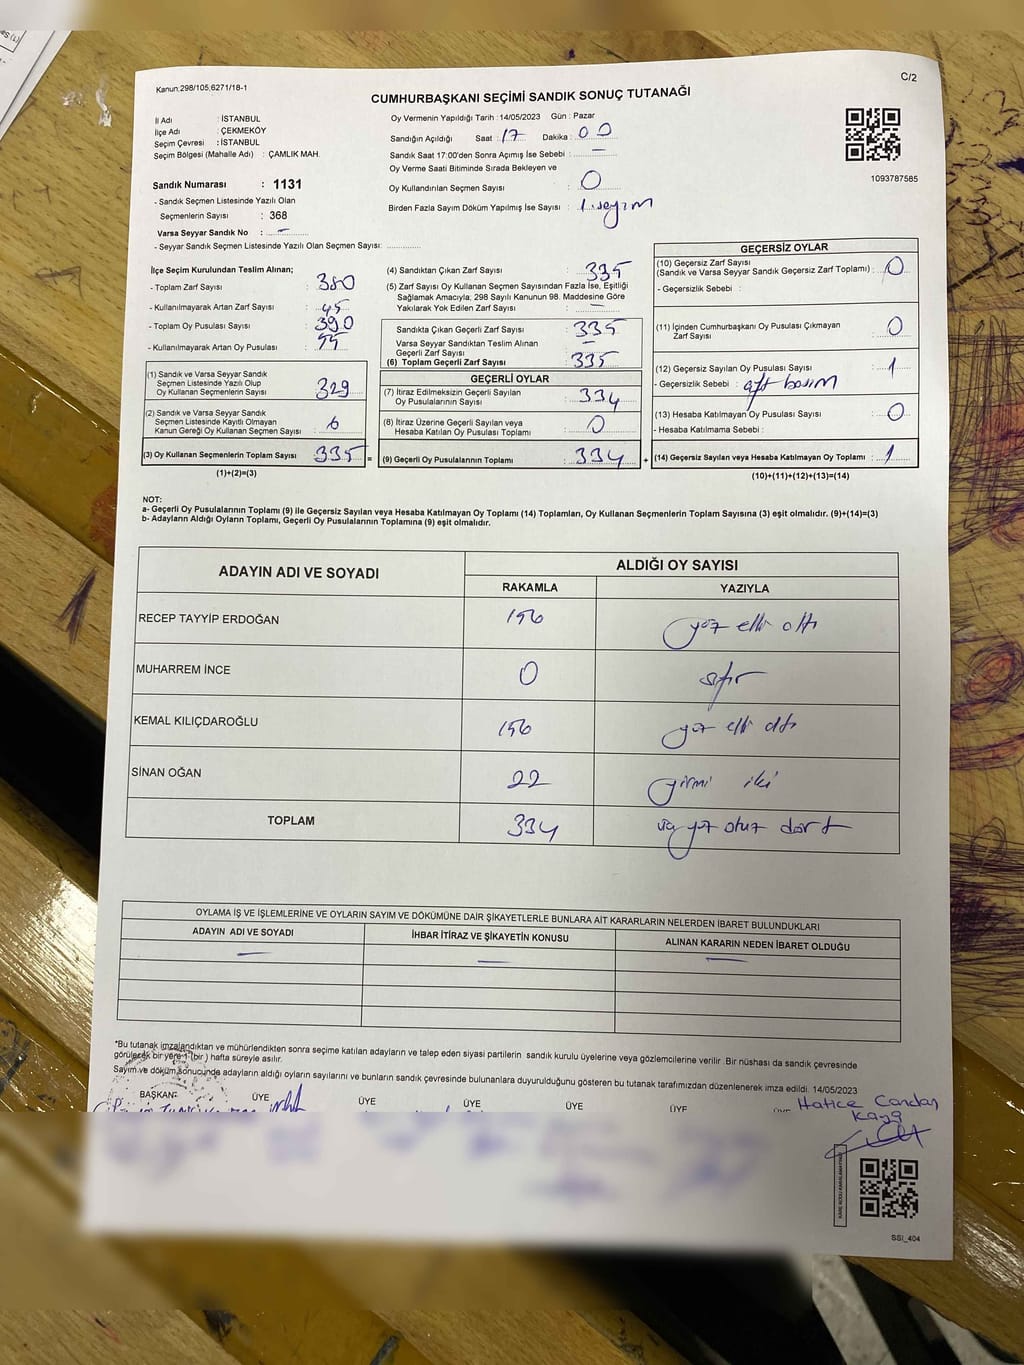 Kanun.298/105,6271/18-1
C/2
CUMHURBAŞKANI SEÇİMİ SANDIK SONUÇ TUTANAĞI
İl Adı : İSTANBUL
İlçe Adı : ÇEKMEKÖY
Seçim Çevresi : İSTANBUL
Seçim Bölgesi (Mahalle Adı) : ÇAMLIK MAH.
Sandık Numarası : 1131
- Sandık Seçmen Listesinde Yazılı Olan
Seçmenlerin Sayısı : 368
Varsa Seyyar Sandık No : -
- Seyyar Sandık Seçmen Listesinde Yazılı Olan Seçmen Sayısı:
Oy Vermenin Yapıldığı Tarih : 14/05/2023 Gün : Pazar
Sandığın Açıldığı Saat : 17 Dakika : 00
Sandık Saat 17:00'den Sonra Açımış İse Sebebi : -
Oy Verme Saati Bitiminde Sırada Bekleyen ve
Oy Kullandırılan Seçmen Sayısı : 0
Birden Fazla Sayım Döküm Yapılmış İse Sayısı : 1. sayım
1093787585
İlçe Seçim Kurulundan Teslim Alınan;
- Toplam Zarf Sayısı : 380
- Kullanılmayarak Artan Zarf Sayısı : 45
- Toplam Oy Pusulası Sayısı : 390
- Kullanılmayarak Artan Oy Pusulası : 55
(1) Sandık ve Varsa Seyyar Sandık
Seçmen Listesinde Yazılı Olup
Oy Kullanan Seçmenlerin Sayısı : 329
(2) Sandık ve Varsa Seyyar Sandık
Seçmen Listesinde Kayıtlı Olmayan
Kanun Gereği Oy Kullanan Seçmen Sayısı : 6
(3) Oy Kullanan Seçmenlerin Toplam Sayısı : 335 =
(1)+(2)=(3)
(4) Sandıktan Çıkan Zarf Sayısı : 335
(5) Zarf Sayısı Oy Kullanan Seçmen Sayısından Fazla İse, Eşitliği
Sağlamak Amacıyla; 298 Sayılı Kanunun 98. Maddesine Göre
Yakılarak Yok Edilen Zarf Sayısı : -
Sandıkta Çıkan Geçerli Zarf Sayısı : 335
Varsa Seyyar Sandıktan Teslim Alınan
Geçerli Zarf Sayısı : -
(6) Toplam Geçerli Zarf Sayısı : 335
GEÇERLİ OYLAR
(7) İtiraz Edilmeksizin Geçerli Sayılan
Oy Pusulalarının Sayısı : 334
(8) İtiraz Üzerine Geçerli Sayılan veya
Hesaba Katılan Oy Pusulası Toplamı : 0
(9) Geçerli Oy Pusulalarının Toplamı : 334 +
GEÇERSİZ OYLAR
(10) Geçersiz Zarf Sayısı
(Sandık ve Varsa Seyyar Sandık Geçersiz Zarf Toplamı) : 0
- Geçersizlik Sebebi :
(11) İçinden Cumhurbaşkanı Oy Pusulası Çıkmayan
Zarf Sayısı : 0
(12) Geçersiz Sayılan Oy Pusulası Sayısı : 1
- Geçersizlik Sebebi : çift basım
(13) Hesaba Katılmayan Oy Pusulası Sayısı : 0
- Hesaba Katılmama Sebebi :
(14) Geçersiz Sayılan veya Hesaba Katılmayan Oy Toplamı : 1
(10)+(11)+(12)+(13)=(14)
NOT:
a- Geçerli Oy Pusulalarının Toplamı (9) ile Geçersiz Sayılan veya Hesaba Katılmayan Oy Toplamı (14) Toplamları, Oy Kullanan Seçmenlerin Toplam Sayısına (3) eşit olmalıdır. (9)+(14)=(3)
b- Adayların Aldığı Oyların Toplamı, Geçerli Oy Pusulalarının Toplamına (9) eşit olmalıdır.
ADAYIN ADI VE SOYADI ALDIĞI OY SAYISI
RAKAMLA YAZIYLA
RECEP TAYYİP ERDOĞAN 156 yüz elli altı
MUHARREM İNCE 0 sıfır
KEMAL KILIÇDAROĞLU 156 yüz elli altı
SİNAN OĞAN 22 yirmi iki
TOPLAM 334 üç yüz otuz dört
OYLAMA İŞ VE İŞLEMLERİNE VE OYLARIN SAYIM VE DÖKÜMÜNE DAİR ŞİKAYETLERLE BUNLARA AİT KARARLARIN NELERDEN İBARET BULUNDUKLARI
ADAYIN ADI VE SOYADI İHBAR İTİRAZ VE ŞİKAYETİN KONUSU ALINAN KARARIN NEDEN İBARET OLDUĞU
*Bu tutanak imzalandıktan ve mühürlendikten sonra seçime katılan adayların ve talep eden siyasi partilerin sandık kurulu üyelerine veya gözlemcilerine verilir. Bir nüshası da sandık çevresinde
görülecek bir yere 1 (bir) hafta süreyle asılır.
Sayım ve döküm sonucunda adayların aldığı oyların sayılarını ve bunların sandık çevresinde bulunanlara duyurulduğunu gösteren bu tutanak tarafımızdan düzenlenerek imza edildi. 14/05/2023
BAŞKAN: ÜYE ÜYE ÜYE ÜYE ÜYE
Hatice Candan
Kaya
SSİ_404